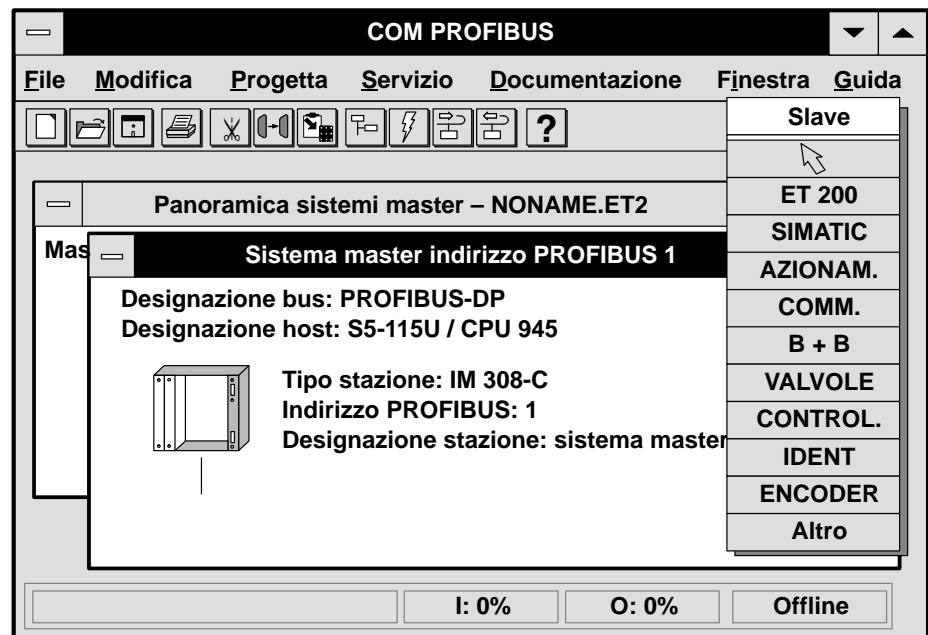 COM PROFIBUS
File Modifica Progetta Servizio Documentazione Finestra Guida
?
Slave
ET 200
SIMATIC
AZIONAM.
COMM.
B + B
VALVOLE
CONTROL.
IDENT
ENCODER
Altro
Panoramica sistemi master – NONAME.ET2
Mas
Sistema master indirizzo PROFIBUS 1
Designazione bus: PROFIBUS-DP
Designazione host: S5-115U / CPU 945
Tipo stazione: IM 308-C
Indirizzo PROFIBUS: 1
Designazione stazione: sistema master
I: 0% O: 0% Offline